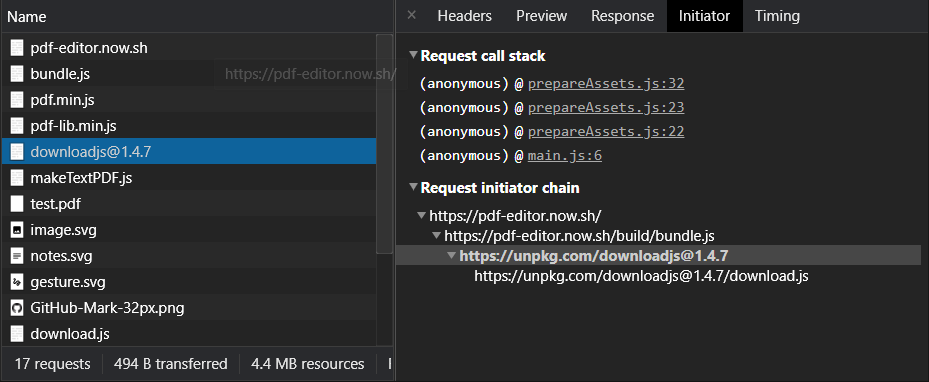 Name
pdf-editor.now.sh
bundle.js
https://pdf-editor.now.sh/
pdf.min.js
pdf-lib.min.js
downloadjs@1.4.7
makeTextPDF.js
test.pdf
image.svg
notes.svg
gesture.svg
GitHub-Mark-32px.png
download.js
17 requests 494 B transferred 4.4 MB resources
Headers Preview Response Initiator Timing
Request call stack
(anonymous) @ prepareAssets.js:32
(anonymous) @ prepareAssets.js:23
(anonymous) @ prepareAssets.js:22
(anonymous) @ main.js:6
Request initiator chain
https://pdf-editor.now.sh/
https://pdf-editor.now.sh/build/bundle.js
https://unpkg.com/downloadjs@1.4.7
https://unpkg.com/downloadjs@1.4.7/download.js